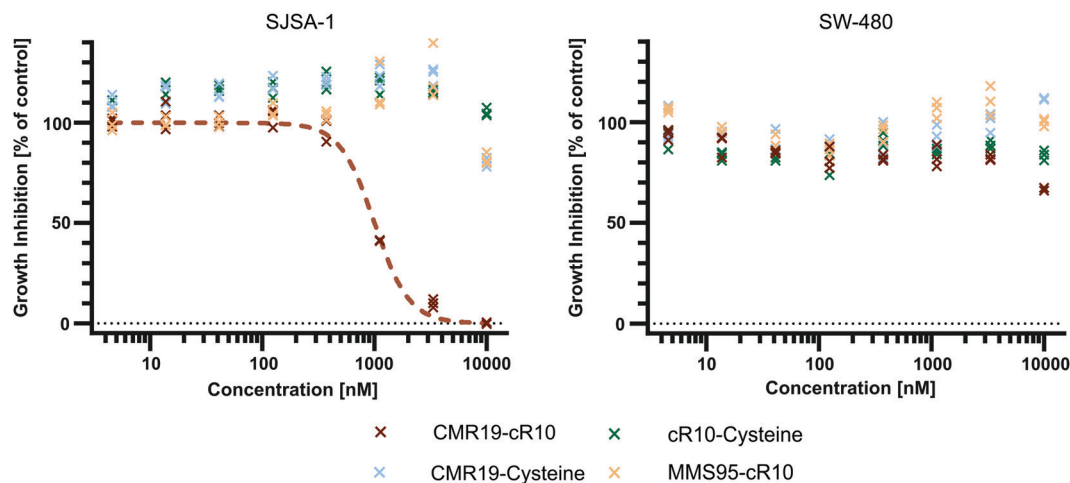 SJSA-1
SW-480
Growth Inhibition [% of control]
100
50
0
10
100
1000
10000
Concentration [nM]
Growth Inhibition [% of control]
100
50
0
10
100
1000
10000
Concentration [nM]
CMR19-cR10
cR10-Cysteine
CMR19-Cysteine
MMS95-cR10